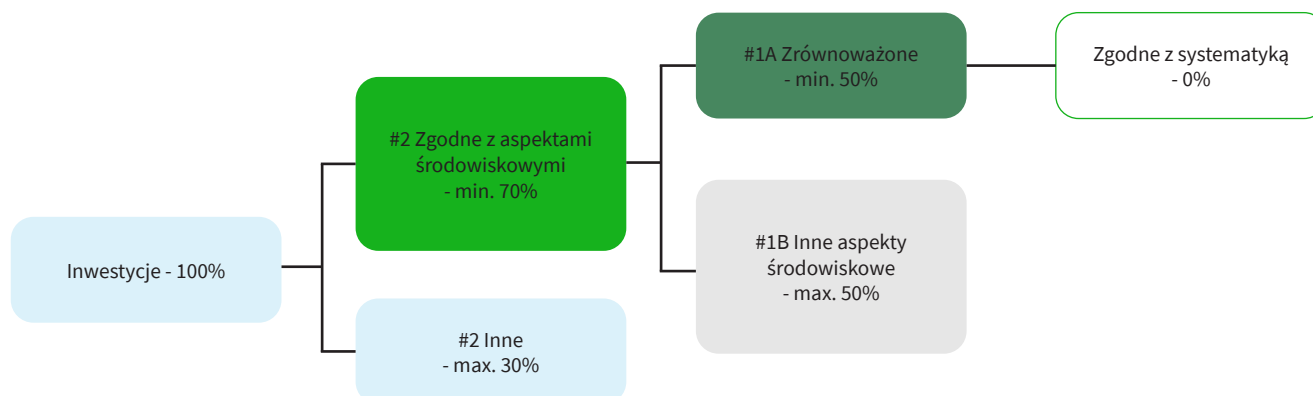 #1A Zrównoważone
- min. 50%
Zgodne z systematyką
- 0%
#2 Zgodne z aspektami
środowiskowymi
- min. 70%
#1B Inne aspekty
środowiskowe
- max. 50%
Inwestycje - 100%
#2 Inne
- max. 30%